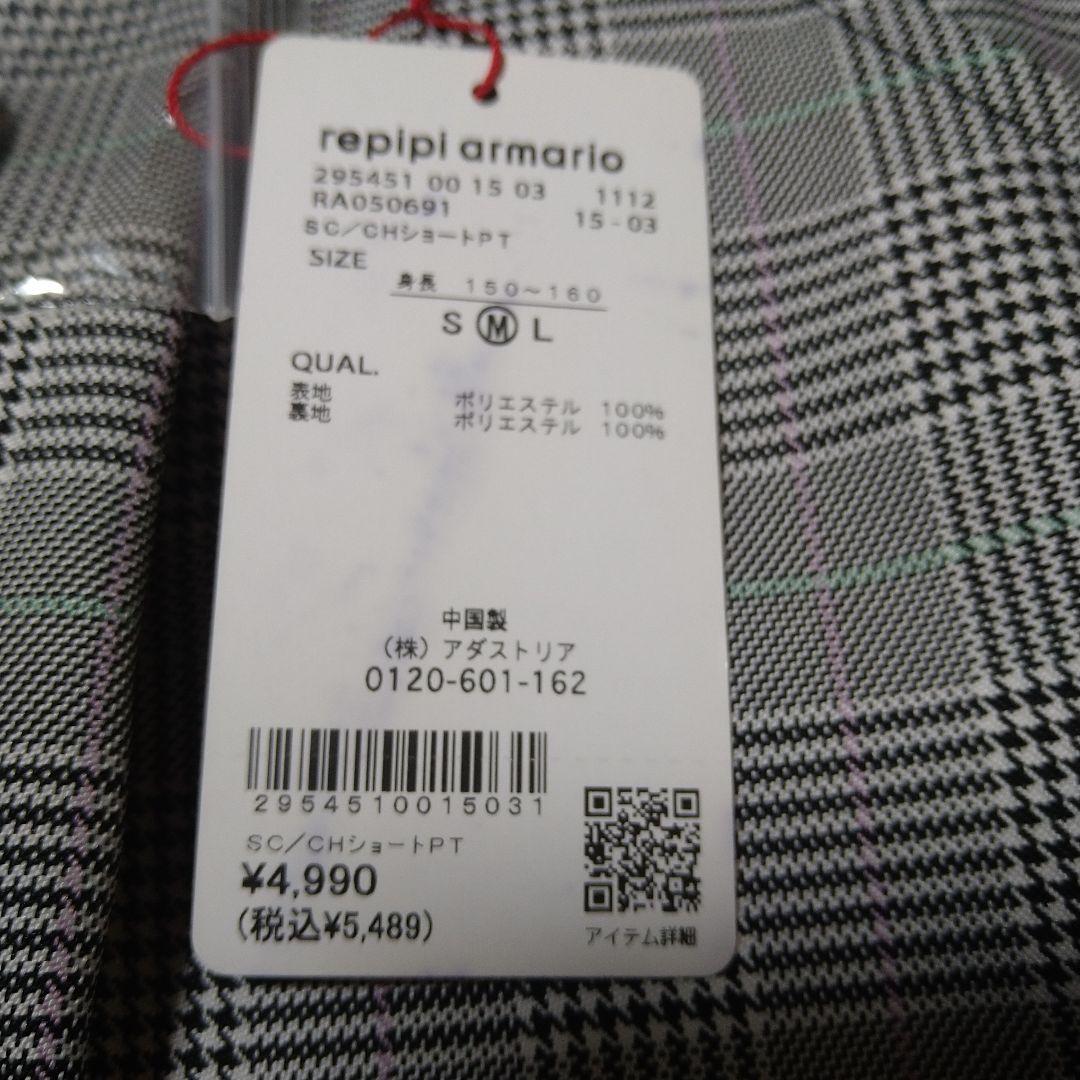 repipi armario
295451 00 15 03 1112
RA050691 15-03
SC／CHショートPT
SIZE
身長 150～160
S M L
QUAL.
表地 ポリエステル 100%
裏地 ポリエステル 100%
中国製
（株）アダストリア
0120-601-162
2954510015031
SC／CHショートPT
¥4,990
(税込¥5,489)
アイテム詳細